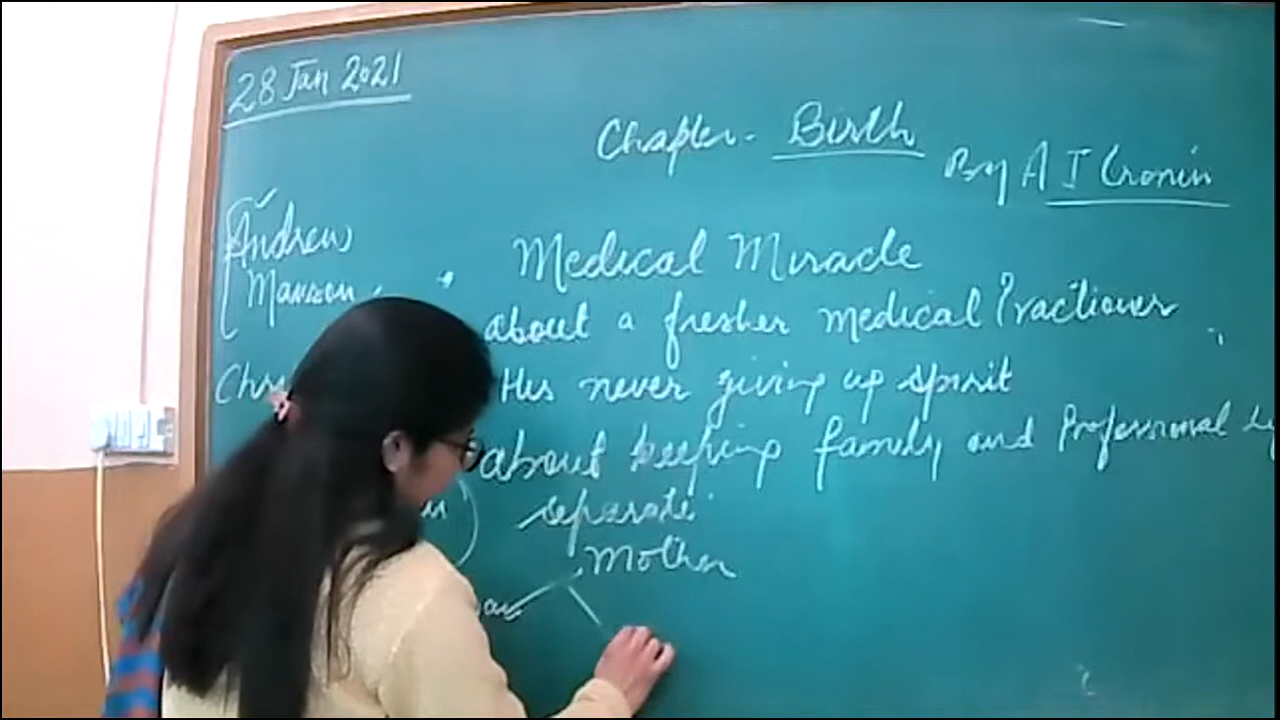 28 Jan 2021
Chapter - Birth
By A J Cronin
Andrew
Manson
Medical Miracle
about a fresher medical Practioner
His never giving up spirit
about keeping family and Professional
separate
Mother